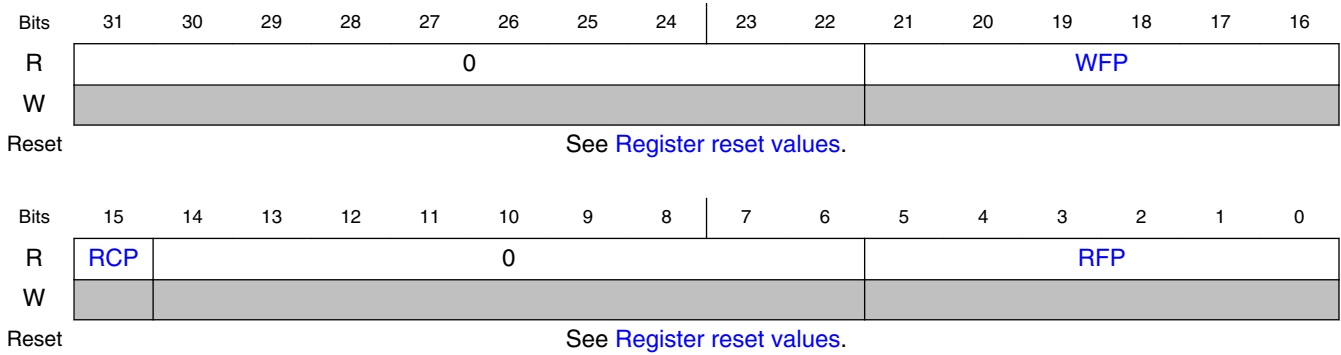 Bits 31 30 29 28 27 26 25 24 23 22 21 20 19 18 17 16
R 0 WFP
W
Reset See Register reset values.
Bits 15 14 13 12 11 10 9 8 7 6 5 4 3 2 1 0
R RCP 0 RFP
W
Reset See Register reset values.